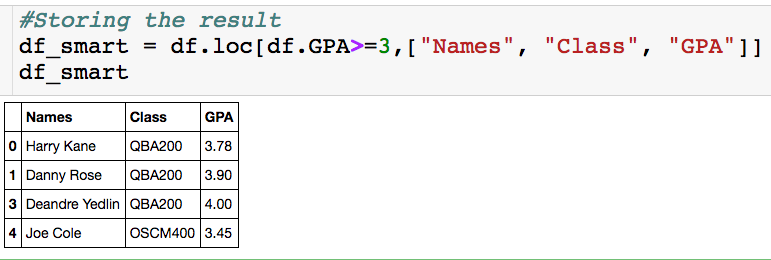 #Storing the result
df_smart = df.loc[df.GPA>=3,["Names", "Class", "GPA"]]
df_smart
Names Class GPA
0 Harry Kane QBA200 3.78
1 Danny Rose QBA200 3.90
3 Deandre Yedlin QBA200 4.00
4 Joe Cole OSCM400 3.45